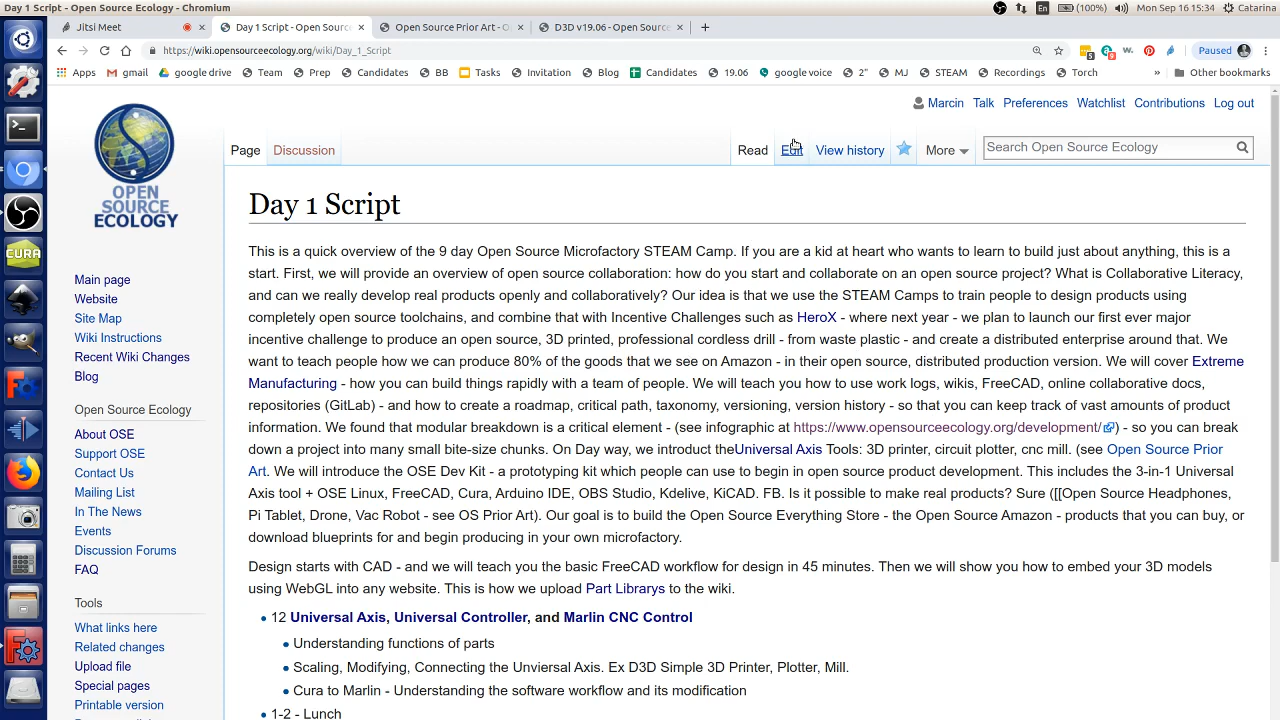 Day 1 Script - Open Source Ecology - Chromium
En (100%) Mon Sep 16 15:34 Catarina
Jitsi Meet
Day 1 Script - Open Source E
Open Source Prior Art - O
D3D v19.06 - Open Source
https://wiki.opensourceecology.org/wiki/Day_1_Script
Paused
Apps gmail google drive Team Prep Candidates BB Tasks Invitation Blog Candidates 19.06 google voice 2" MJ STEAM Recordings Torch » Other bookmarks
Marcin Talk Preferences Watchlist Contributions Log out
Page Discussion Read Edit View history More Search Open Source Ecology
OPEN
SOURCE
ECOLOGY
CURA
Main page
Website
Site Map
Wiki Instructions
Recent Wiki Changes
Blog
Open Source Ecology
About OSE
Support OSE
Contact Us
Mailing List
In The News
Events
Discussion Forums
FAQ
Tools
What links here
Related changes
Upload file
Special pages
Printable version
Day 1 Script
This is a quick overview of the 9 day Open Source Microfactory STEAM Camp. If you are a kid at heart who wants to learn to build just about anything, this is a
start. First, we will provide an overview of open source collaboration: how do you start and collaborate on an open source project? What is Collaborative Literacy,
and can we really develop real products openly and collaboratively? Our idea is that we use the STEAM Camps to train people to design products using
completely open source toolchains, and combine that with Incentive Challenges such as HeroX - where next year - we plan to launch our first ever major
incentive challenge to produce an open source, 3D printed, professional cordless drill - from waste plastic - and create a distributed enterprise around that. We
want to teach people how we can produce 80% of the goods that we see on Amazon - in their open source, distributed production version. We will cover Extreme
Manufacturing - how you can build things rapidly with a team of people. We will teach you how to use work logs, wikis, FreeCAD, online collaborative docs,
repositories (GitLab) - and how to create a roadmap, critical path, taxonomy, versioning, version history - so that you can keep track of vast amounts of product
information. We found that modular breakdown is a critical element - (see infographic at https://www.opensourceecology.org/development/) - so you can break
down a project into many small bite-size chunks. On Day way, we introduct theUniversal Axis Tools: 3D printer, circuit plotter, cnc mill. (see Open Source Prior
Art. We will introduce the OSE Dev Kit - a prototyping kit which people can use to begin in open source product development. This includes the 3-in-1 Universal
Axis tool + OSE Linux, FreeCAD, Cura, Arduino IDE, OBS Studio, Kdelive, KiCAD. FB. Is it possible to make real products? Sure ([[Open Source Headphones,
Pi Tablet, Drone, Vac Robot - see OS Prior Art). Our goal is to build the Open Source Everything Store - the Open Source Amazon - products that you can buy, or
download blueprints for and begin producing in your own microfactory.
Design starts with CAD - and we will teach you the basic FreeCAD workflow for design in 45 minutes. Then we will show you how to embed your 3D models
using WebGL into any website. This is how we upload Part Librarys to the wiki.
12 Universal Axis, Universal Controller, and Marlin CNC Control
Understanding functions of parts
Scaling, Modifying, Connecting the Unviersal Axis. Ex D3D Simple 3D Printer, Plotter, Mill.
Cura to Marlin - Understanding the software workflow and its modification
1-2 - Lunch